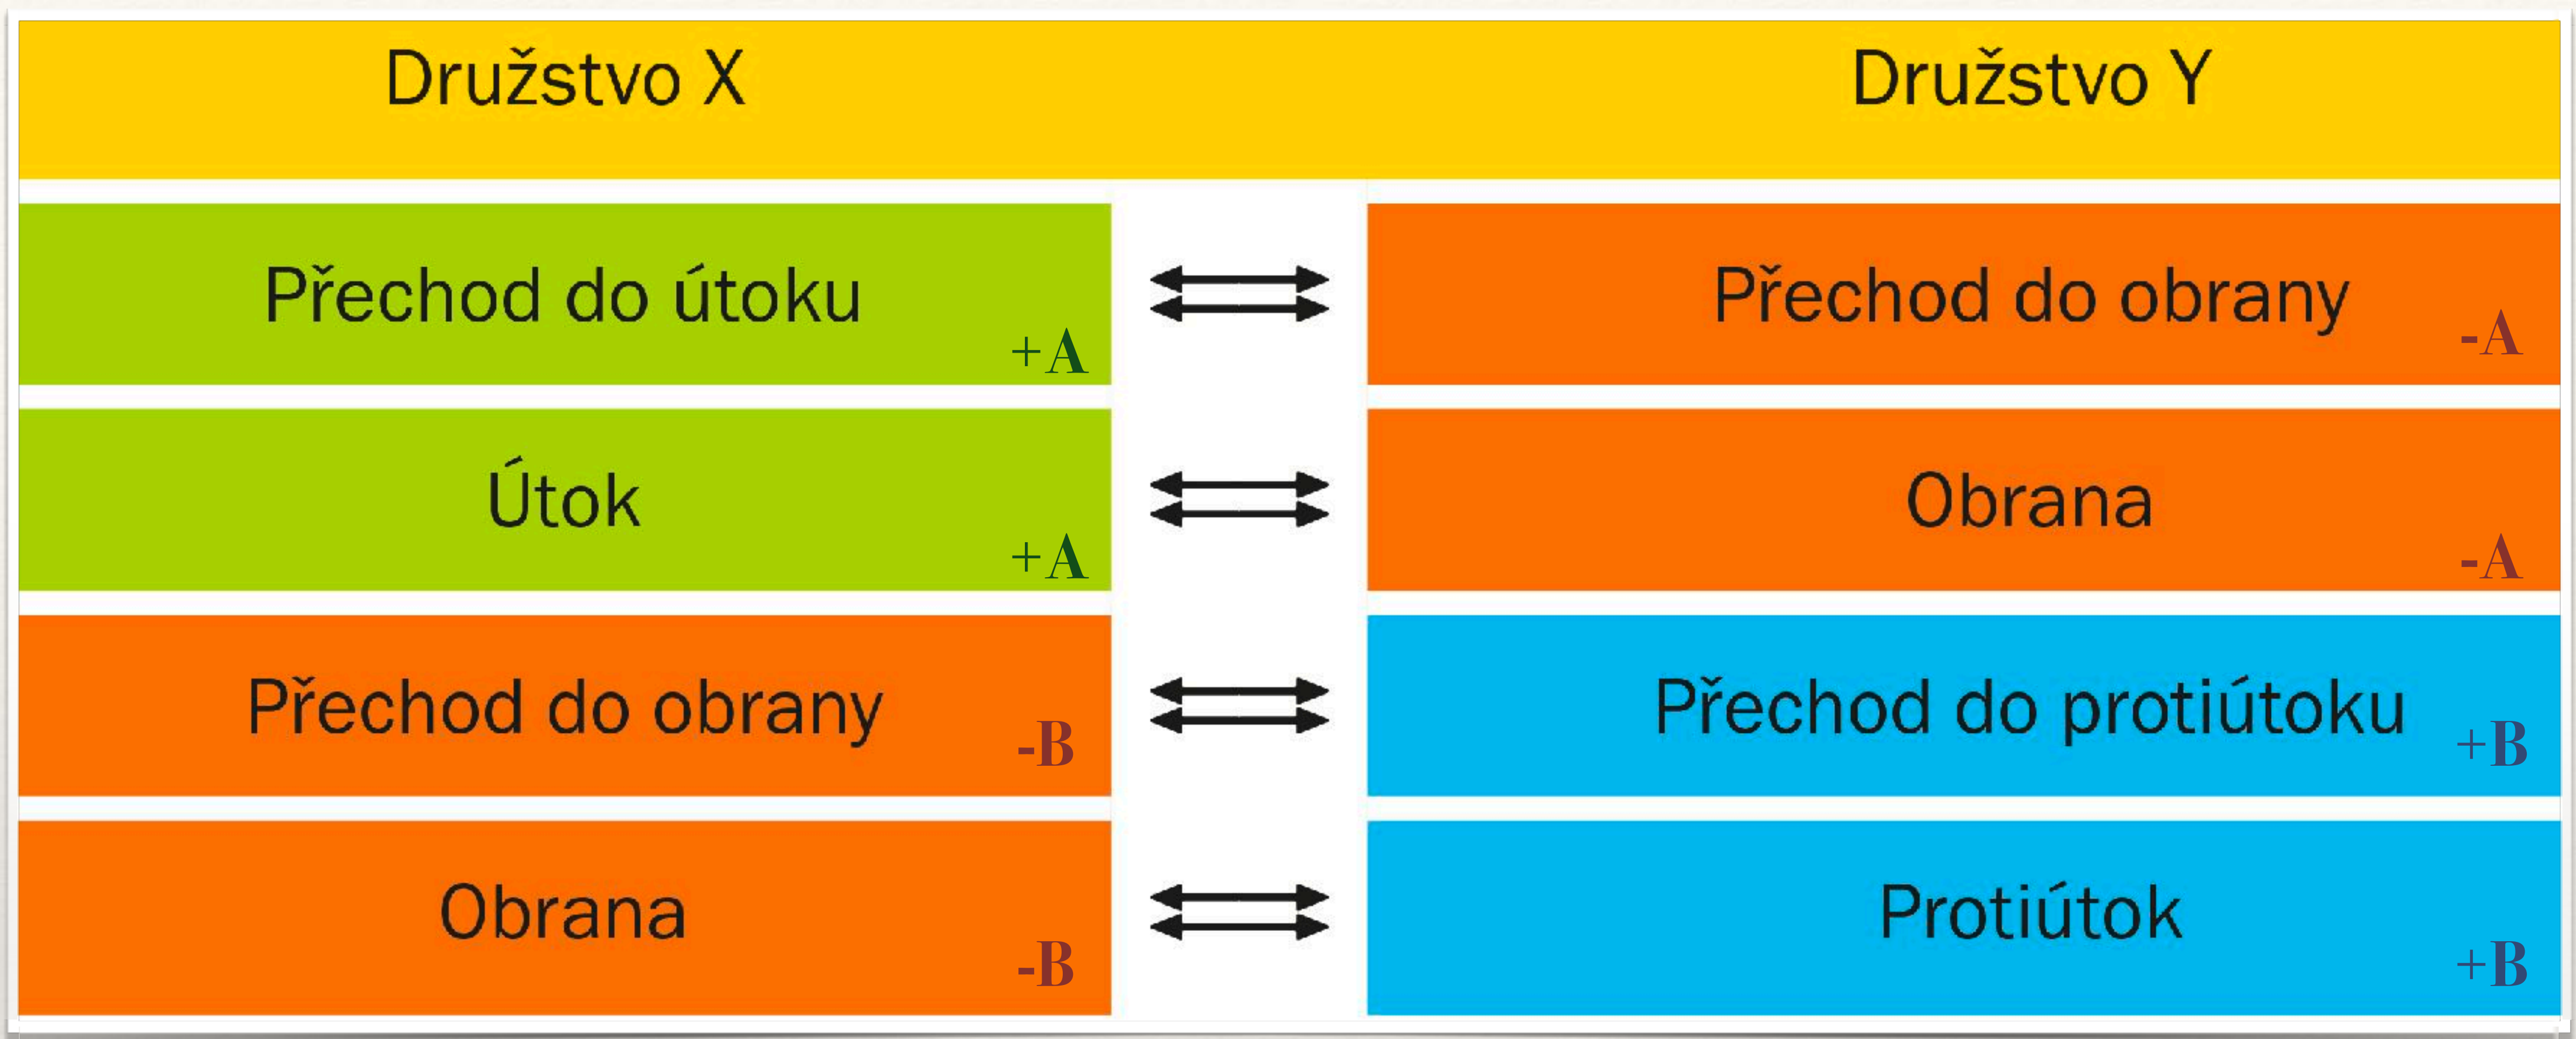 Družstvo X Družstvo Y
Přechod do útoku Přechod do obrany
+A -A
Útok Obrana
+A -A
Přechod do obrany Přechod do protiútoku
-B +B
Obrana Protiútok
-B +B